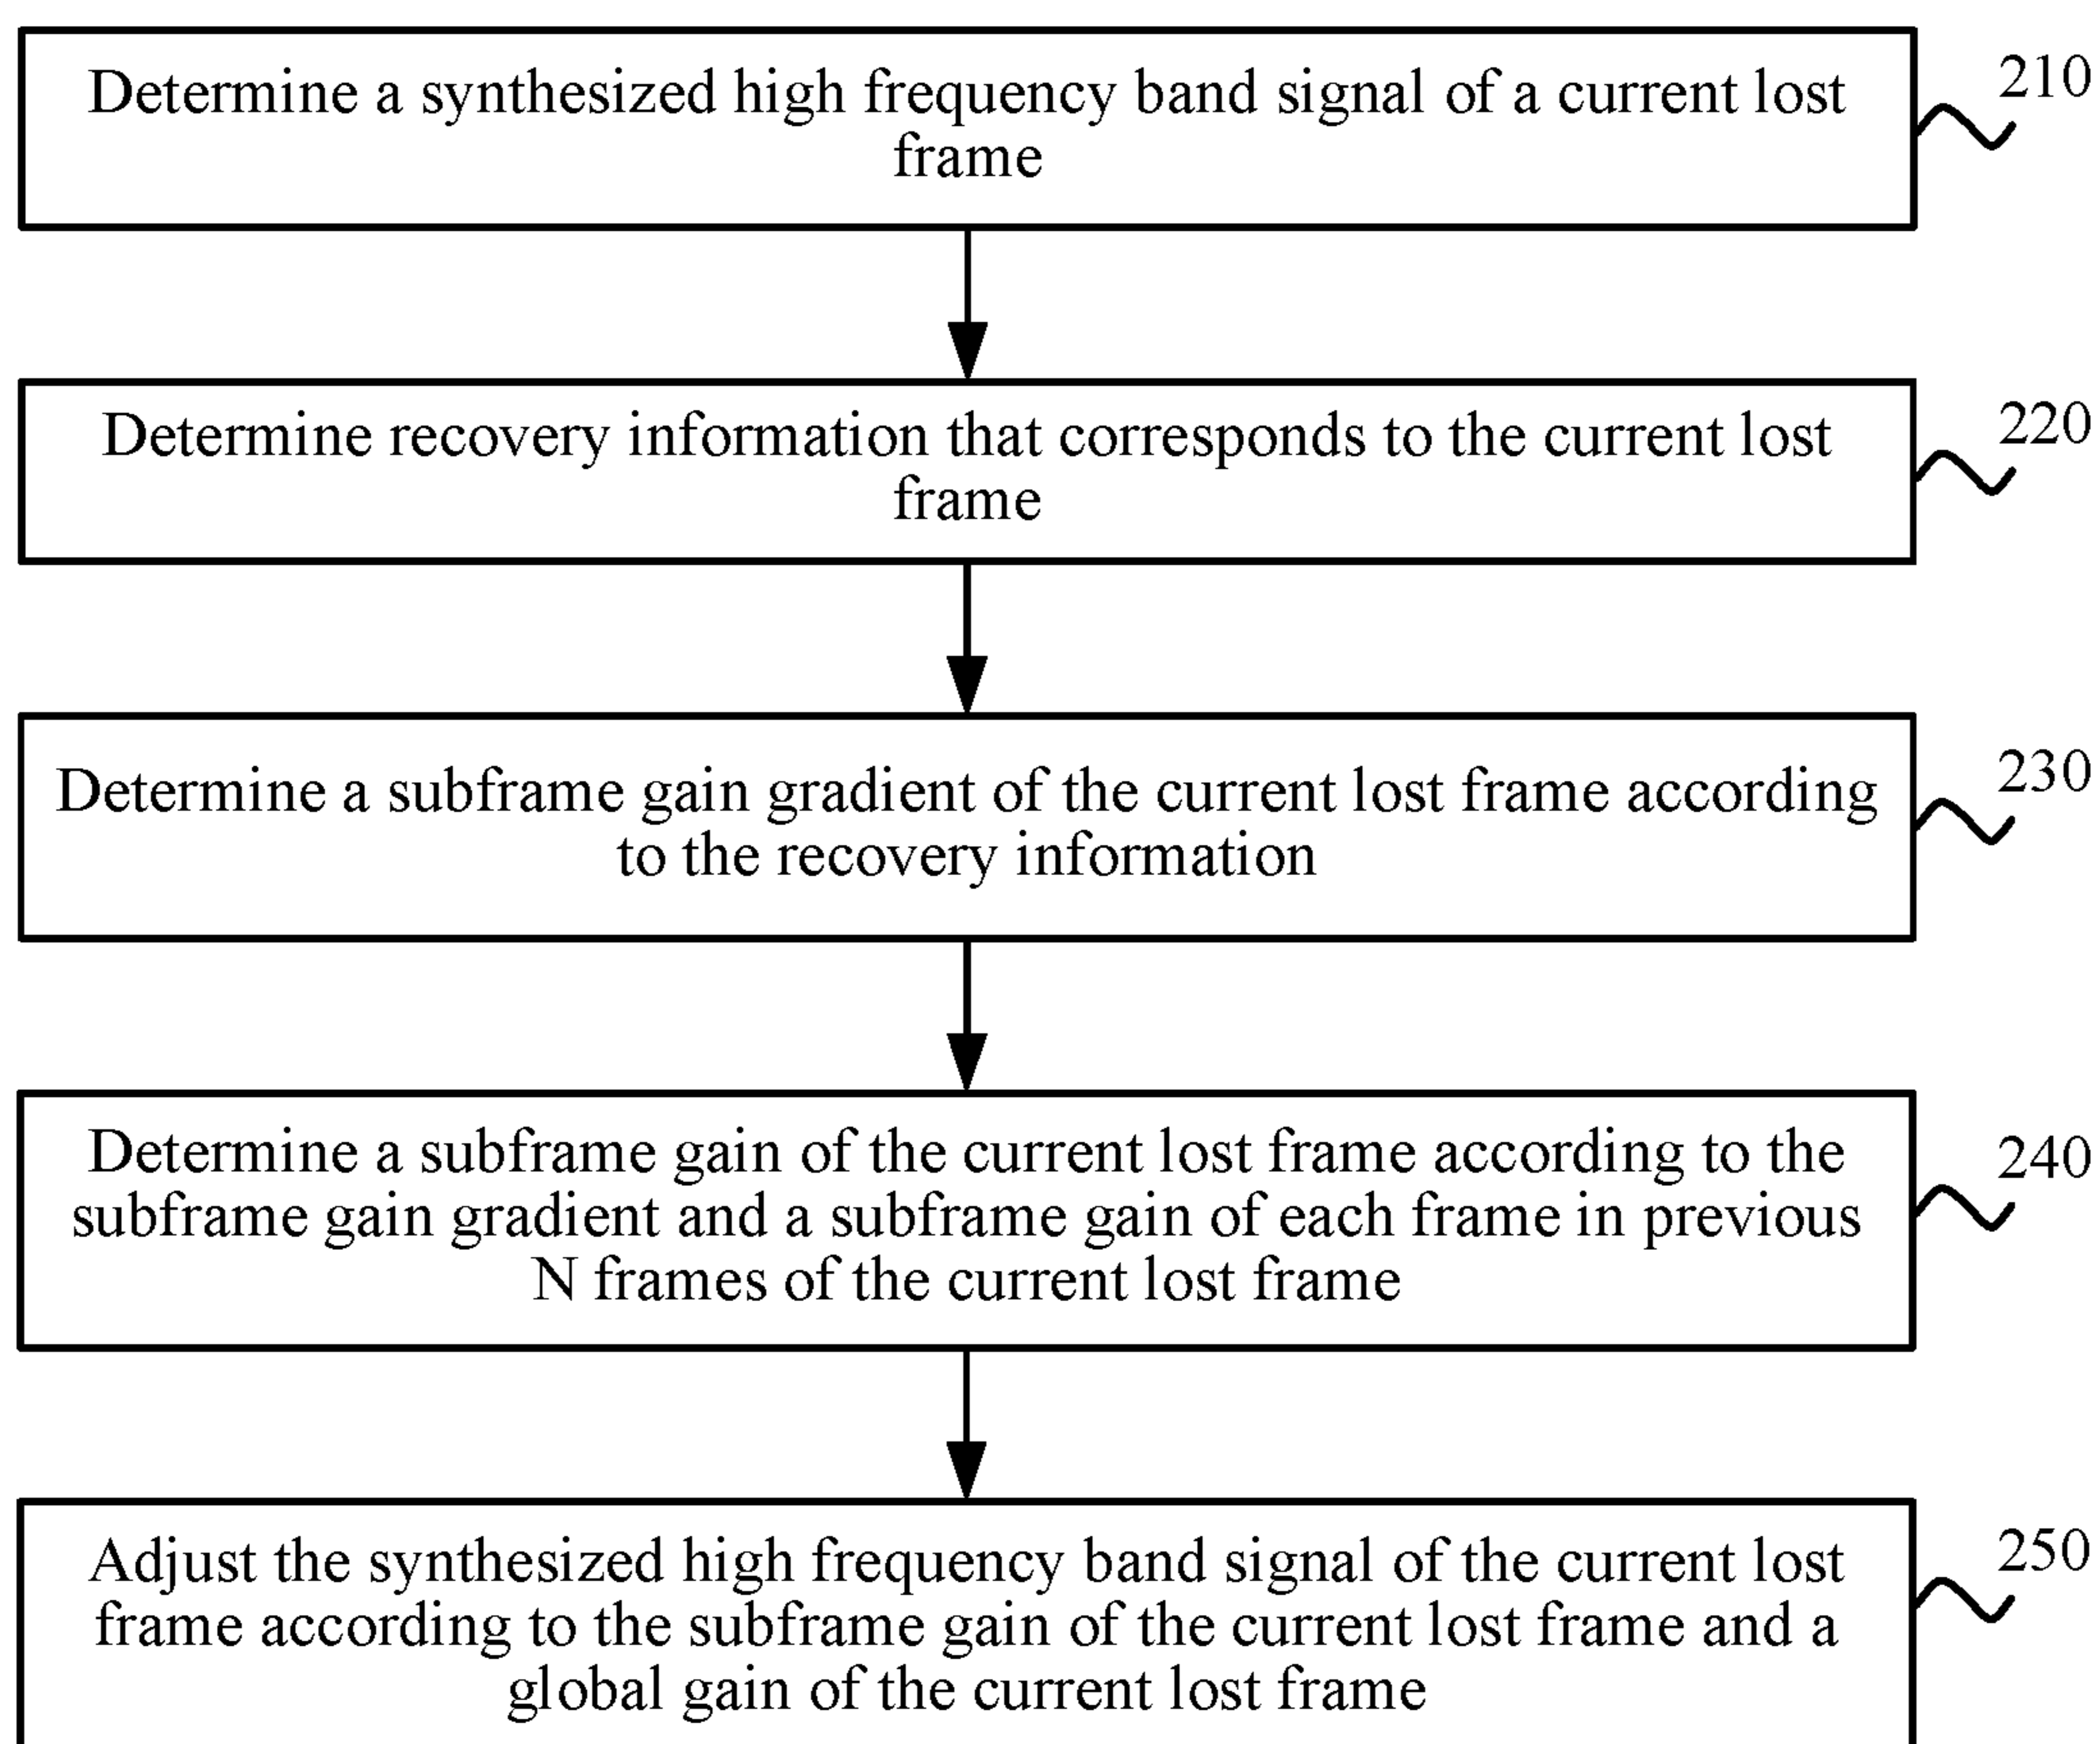 Determine a synthesized high frequency band signal of a current lost
frame
210
Determine recovery information that corresponds to the current lost
frame
220
Determine a subframe gain gradient of the current lost frame according
to the recovery information
230
Determine a subframe gain of the current lost frame according to the
subframe gain gradient and a subframe gain of each frame in previous
N frames of the current lost frame
240
Adjust the synthesized high frequency band signal of the current lost
frame according to the subframe gain of the current lost frame and a
global gain of the current lost frame
250